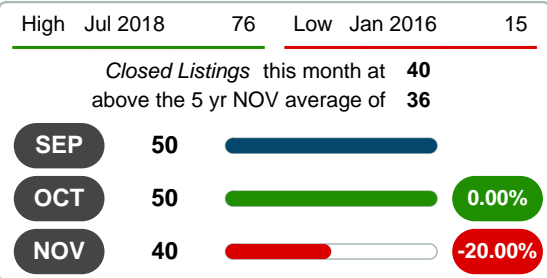 High Jul 2018 76 Low Jan 2016 15
Closed Listings this month at 40
above the 5 yr NOV average of 36
SEP 50
OCT 50 0.00%
NOV 40 -20.00%